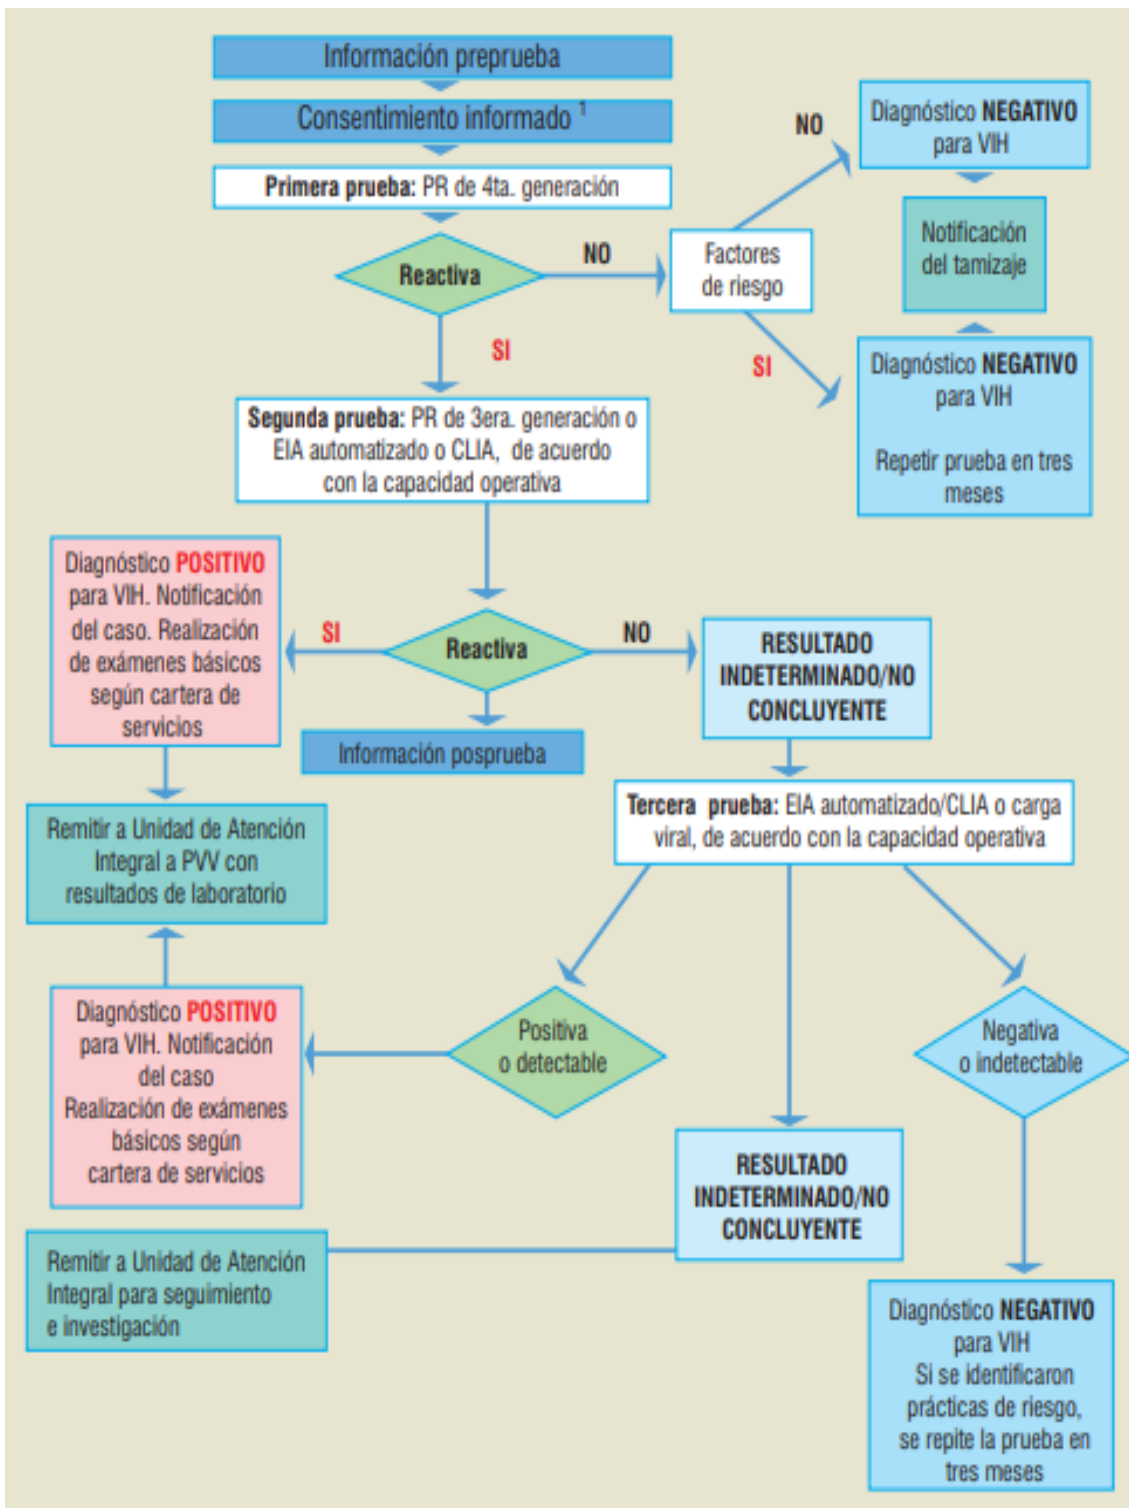 Información preprueba
Consentimiento informado 1
Primera prueba: PR de 4ta. generación
Reactiva
NO
Factores
de riesgo
NO
Diagnóstico NEGATIVO
para VIH
Notificación
del tamizaje
SI
Diagnóstico NEGATIVO
para VIH
Repetir prueba en tres
meses
SI
Segunda prueba: PR de 3era. generación o
EIA automatizado o CLIA, de acuerdo
con la capacidad operativa
Reactiva
SI
Diagnóstico POSITIVO
para VIH. Notificación
del caso. Realización
de exámenes básicos
según cartera de
servicios
NO
RESULTADO
INDETERMINADO/NO
CONCLUYENTE
Información posprueba
Remitir a Unidad de Atención
Integral a PVV con
resultados de laboratorio
Tercera prueba: EIA automatizado/CLIA o carga
viral, de acuerdo con la capacidad operativa
Diagnóstico POSITIVO
para VIH. Notificación
del caso
Realización de exámenes
básicos según
cartera de servicios
Positiva
o detectable
Negativa
o indetectable
RESULTADO
INDETERMINADO/NO
CONCLUYENTE
Remitir a Unidad de Atención
Integral para seguimiento
e investigación
Diagnóstico NEGATIVO
para VIH
Si se identificaron
prácticas de riesgo,
se repite la prueba en
tres meses